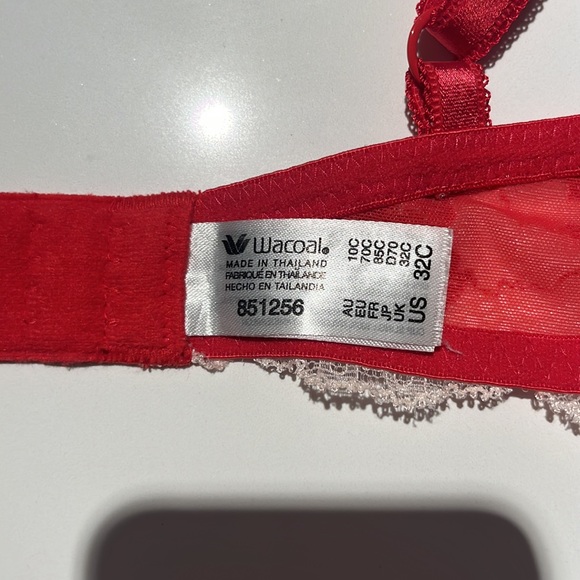 Wacoal®
MADE IN THAILAND
FABRIQUÉ EN THAÏLANDE
HECHO EN TAILANDIA
851256
AU 10C
EU 70C
FR 85C
JP D70
UK 32C
US 32C